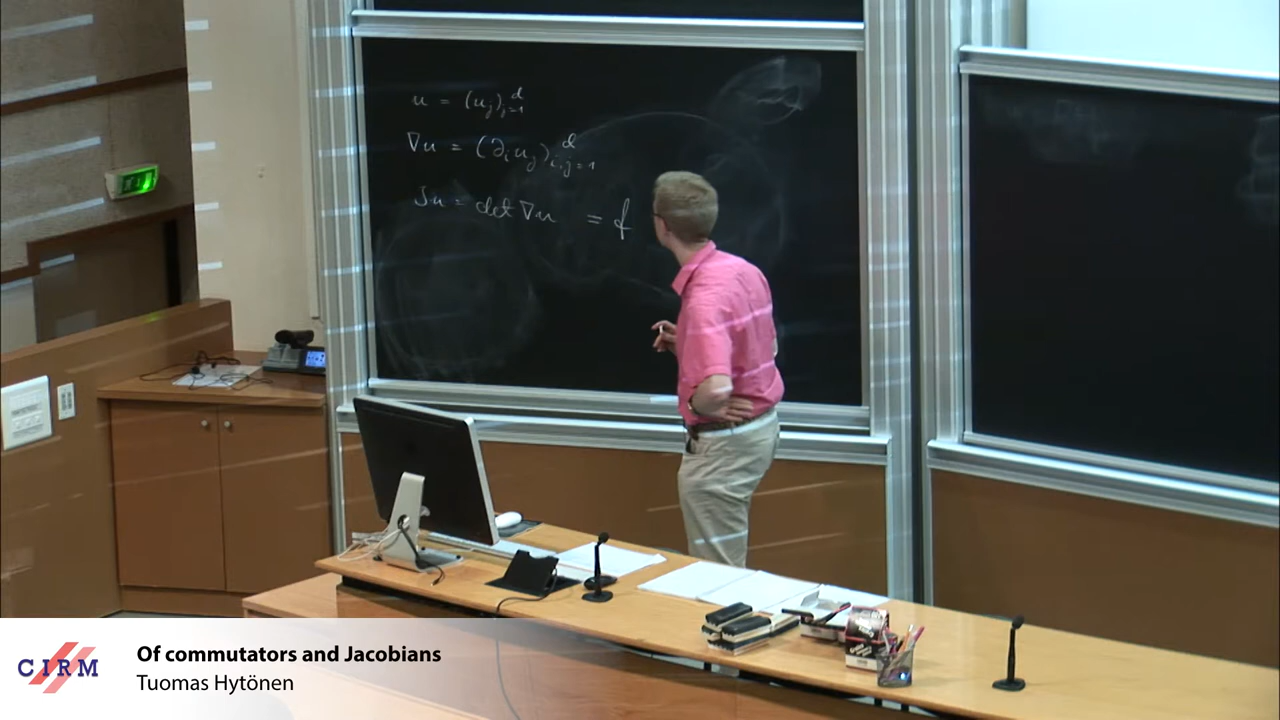 u = (u_j)_{j=1}^d
∇u = (∂_i u_j)_{i,j=1}^d
Ju = det ∇u = f
CIRM
Of commutators and Jacobians
Tuomas Hytönen